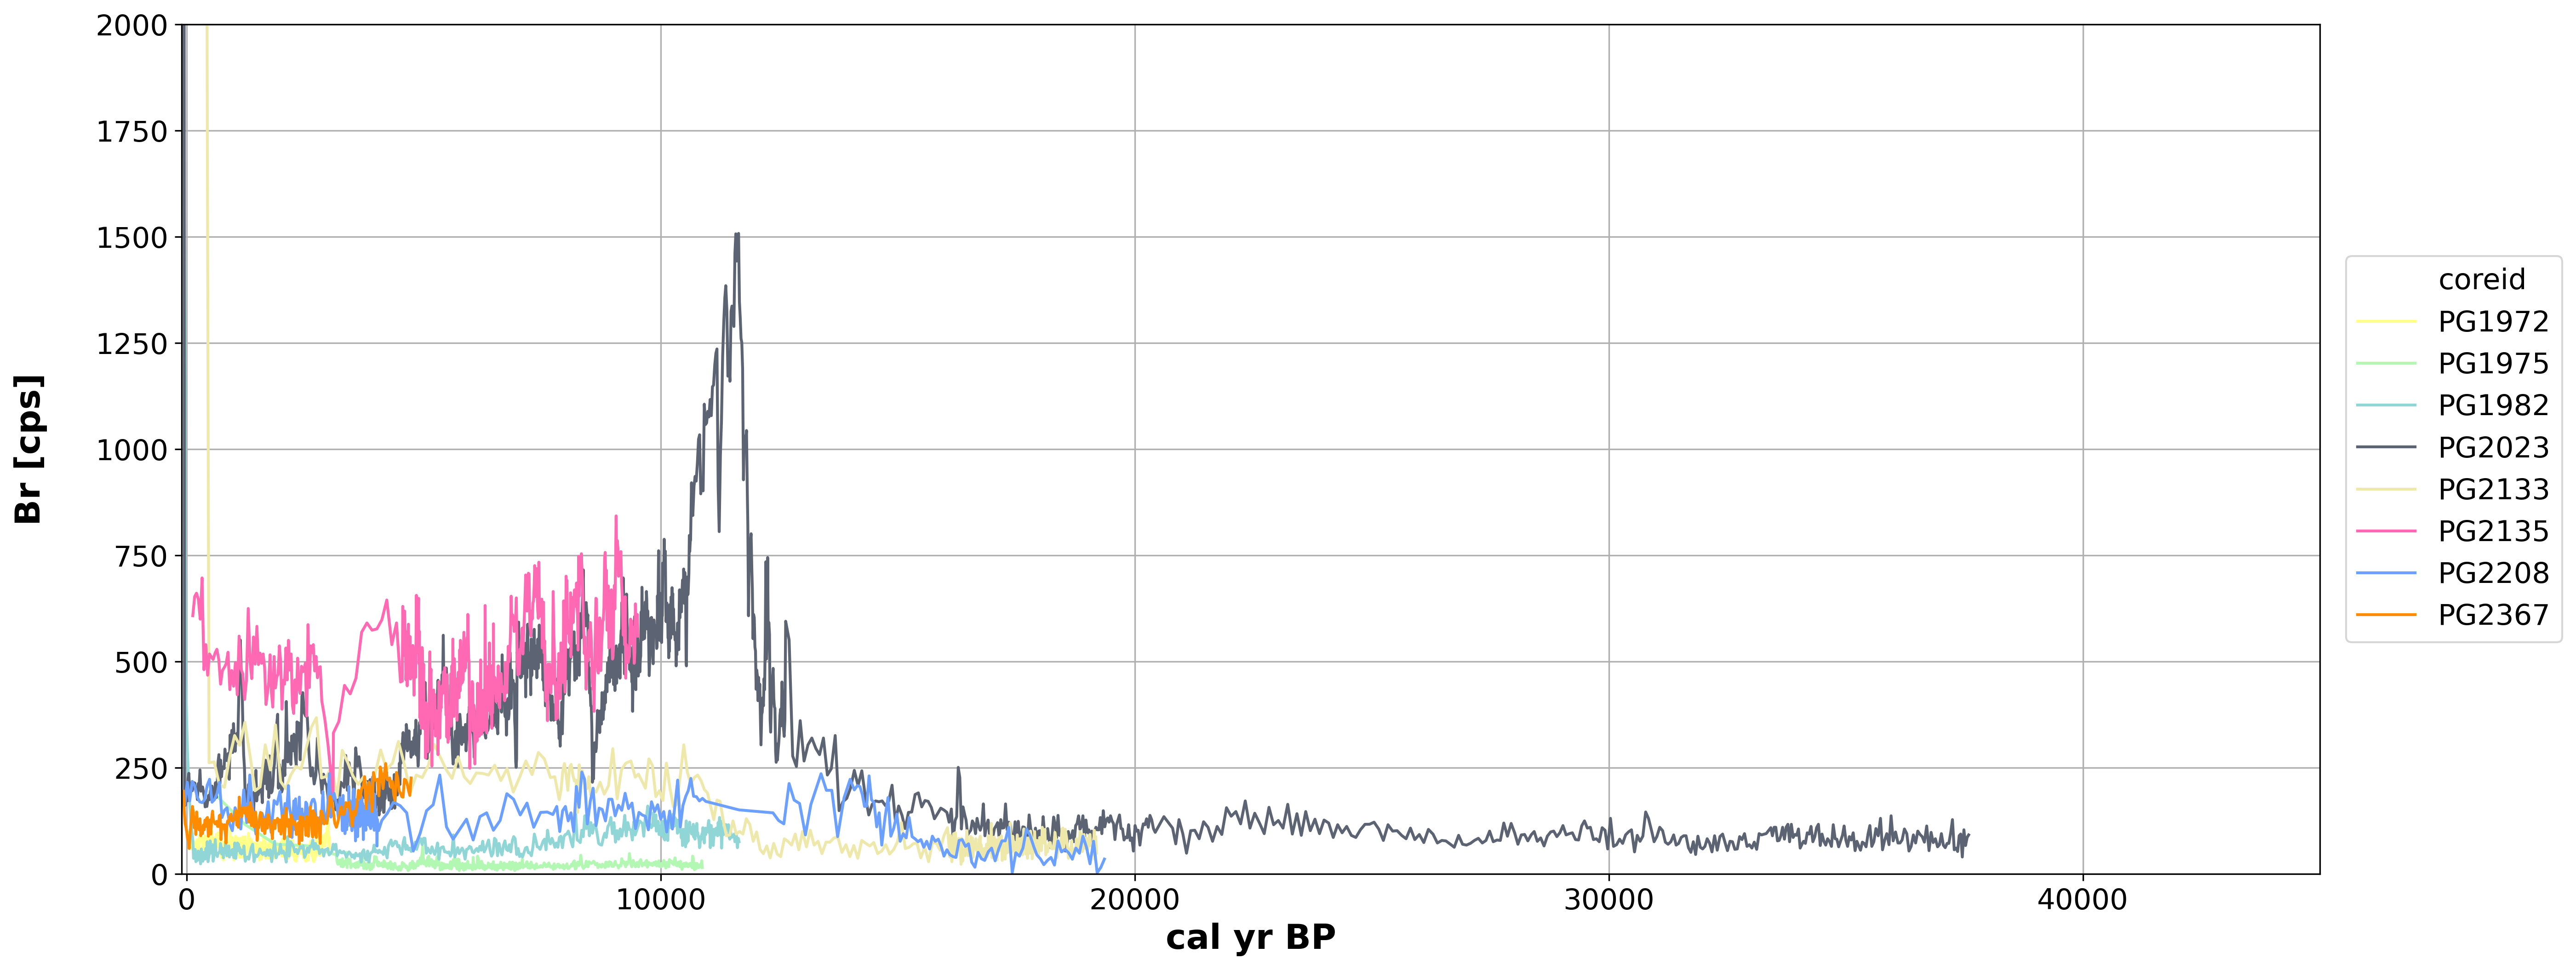 2000
1750
1500
1250
1000
750
500
250
0
Br [cps]
0 10000 20000 30000 40000
cal yr BP
coreid
PG1972
PG1975
PG1982
PG2023
PG2133
PG2135
PG2208
PG2367